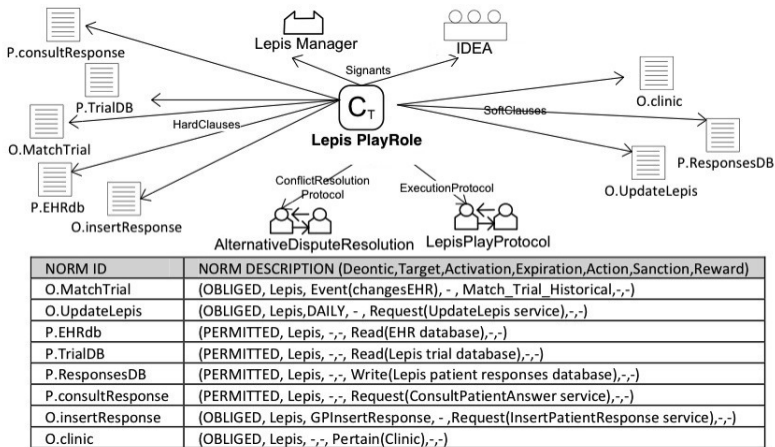 Lepis Manager
IDEA
P.consultResponse
Signants
P.TrialDB
O.clinic
C_T
HardClauses
SoftClauses
Lepis PlayRole
O.MatchTrial
P.ResponsesDB
P.EHRdb
O.UpdateLepis
ConflictResolution
Protocol
ExecutionProtocol
O.insertResponse
AlternativeDisputeResolution
LepisPlayProtocol
NORM ID NORM DESCRIPTION (Deontic,Target,Activation,Expiration,Action,Sanction,Reward)
O.MatchTrial (OBLIGED, Lepis, Event(changesEHR), - , Match_Trial_Historical,-,-)
O.UpdateLepis (OBLIGED, Lepis,DAILY, - , Request(UpdateLepis service),-,-)
P.EHRdb (PERMITTED, Lepis, -,-, Read(EHR database),-,-)
P.TrialDB (PERMITTED, Lepis, -,-, Read(Lepis trial database),-,-)
P.ResponsesDB (PERMITTED, Lepis, -,-, Write(Lepis patient responses database),-,-)
P.consultResponse (PERMITTED, Lepis, -,-, Request(ConsultPatientAnswer service),-,-)
O.insertResponse (OBLIGED, Lepis, GPInsertResponse, - ,Request(InsertPatientResponse service),-,-)
O.clinic (OBLIGED, Lepis, -,-, Pertain(Clinic),-,-)